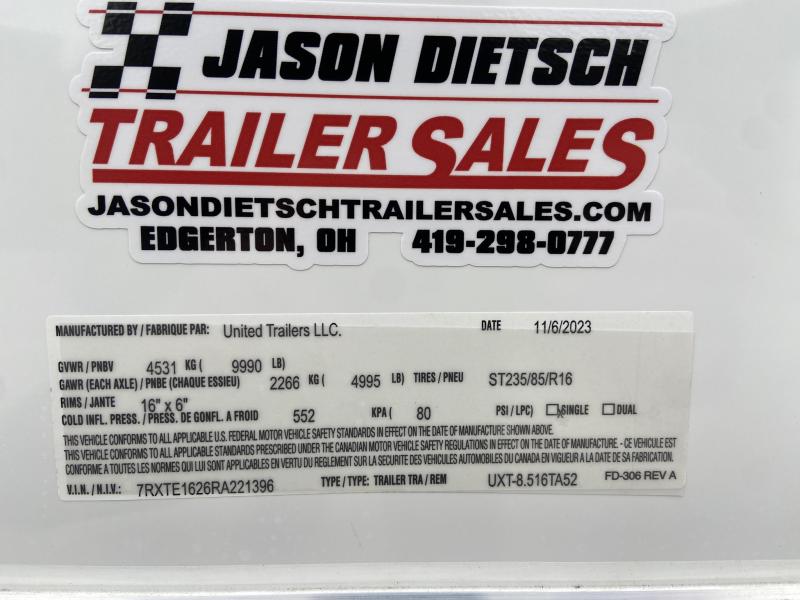 JASON DIETSCH
TRAILER SALES
JASONDIETSCHTRAILERSALES.COM
EDGERTON, OH 419-298-0777
MANUFACTURED BY / FABRIQUE PAR: United Trailers LLC. DATE 11/6/2023
GVWR / PNBV 4531 KG ( 9990 LB)
GAWR (EACH AXLE) / PNBE (CHAQUE ESSIEU) 2266 KG ( 4995 LB) TIRES / PNEU ST235/85/R16
RIMS / JANTE 16" x 6"
COLD INFL. PRESS. / PRESS. DE GONFL. A FROID 552 KPA ( 80 PSI / LPC) x SINGLE DUAL
THIS VEHICLE CONFORMS TO ALL APPLICABLE U.S. FEDERAL MOTOR VEHICLE SAFETY STANDARDS IN EFFECT ON THE DATE OF MANUFACTURE SHOWN ABOVE.
THIS VEHICLE CONFORMS TO ALL APPLICABLE STANDARDS PRESCRIBED UNDER THE CANADIAN MOTOR VEHICLE SAFETY REGULATIONS IN EFFECT ON THE DATE OF MANUFACTURE. - CE VEHICULE EST
CONFORME A TOUTES LES NORMES QUI LUI SONT APPLICABLES EN VERTU DU REGLEMENT SUR LA SECURITE DES VEHICULES AUTOMOBILES DU CANADA EN VIGUEUR A LA DATE DE SA FABRICATION.
V.I.N. / N.I.V.: 7RXTE1626RA221396 TYPE / TYPE: TRAILER TRA / REM UXT-8.516TA52 FD-306 REV A